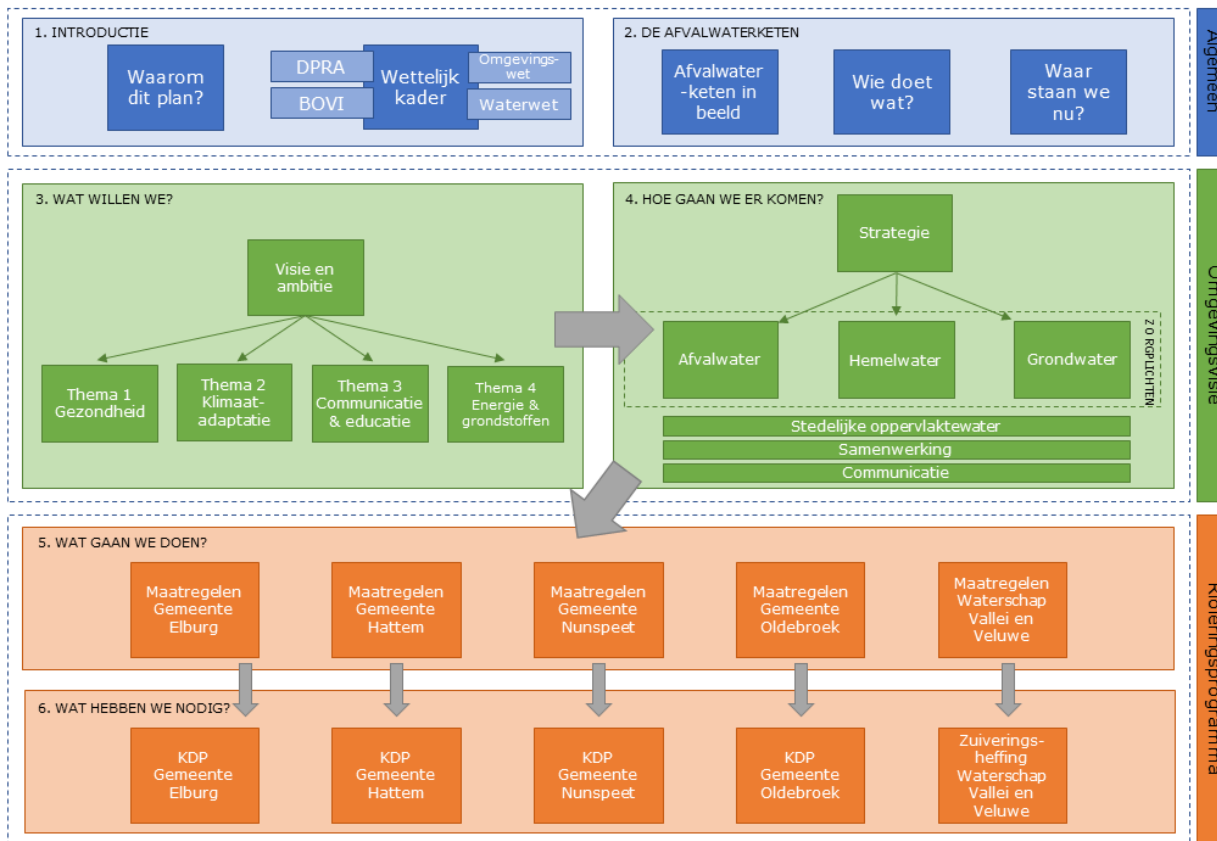 1. INTRODUCTIE
Waarom
dit plan?
DPRA
BOVI
Wettelijk
kader
Omgevings-
wet
Waterwet
2. DE AFVALWATERKETEN
Afvalwater
-keten in
beeld
Wie doet
wat?
Waar
staan we
nu?
Algemeen
3. WAT WILLEN WE?
Visie en
ambitie
Thema 1
Gezondheid
Thema 2
Klimaat-
adaptatie
Thema 3
Communicatie
& educatie
Thema 4
Energie &
grondstoffen
4. HOE GAAN WE ER KOMEN?
Strategie
Afvalwater
Hemelwater
Grondwater
ZORGPLICHTEN
Stedelijke oppervlaktewater
Samenwerking
Communicatie
Omgevingsvisie
5. WAT GAAN WE DOEN?
Maatregelen
Gemeente
Elburg
Maatregelen
Gemeente
Hattem
Maatregelen
Gemeente
Nunspeet
Maatregelen
Gemeente
Oldebroek
Maatregelen
Waterschap
Vallei en
Veluwe
6. WAT HEBBEN WE NODIG?
KDP
Gemeente
Elburg
KDP
Gemeente
Hattem
KDP
Gemeente
Nunspeet
KDP
Gemeente
Oldebroek
Zuiverings-
heffing
Waterschap
Vallei en
Veluwe
Rioleringsprogramma